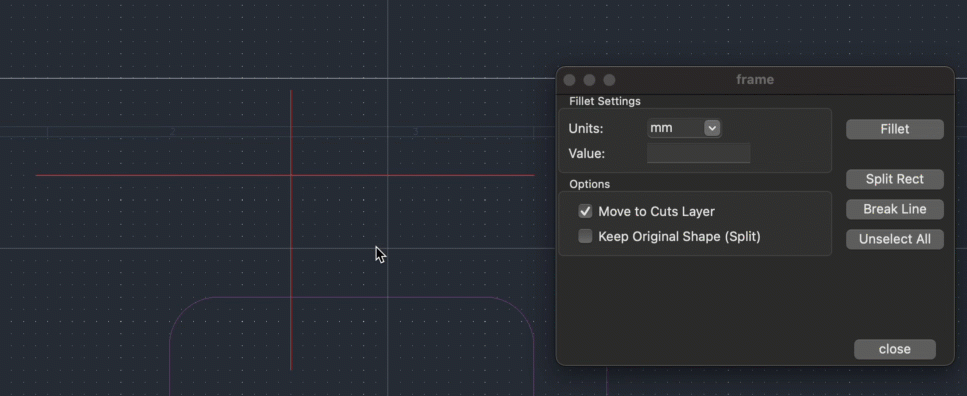 frame
Fillet Settings
Units: mm
Fillet
Value:
Split Rect
Options
Move to Cuts Layer
Break Line
Keep Original Shape (Split)
Unselect All
close